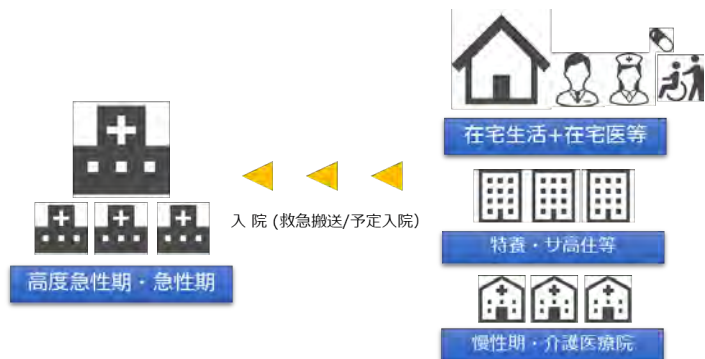 在宅生活+在宅医等
入 院 (救急搬送/予定入院)
特養・サ高住等
高度急性期・急性期
慢性期・介護医療院